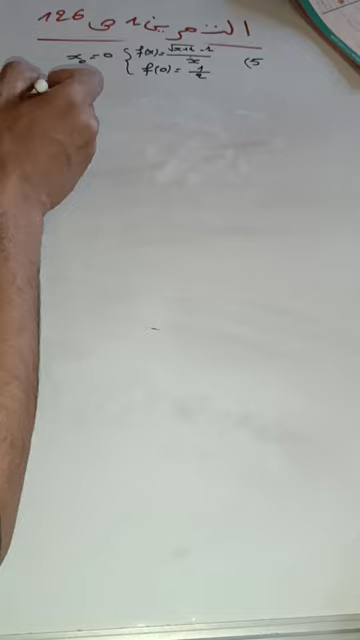 التمرين 1 ص 126
5) { f(x) = √x+1 - 1 / x x₀ = 0
f(0) = 1/2